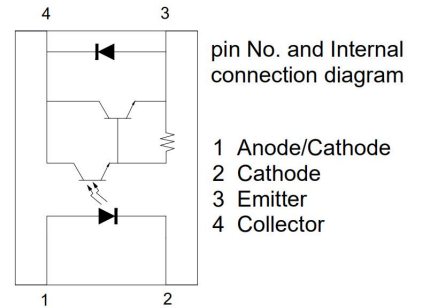 4 3
pin No. and Internal
connection diagram
1 Anode/Cathode
2 Cathode
3 Emitter
4 Collector
1 2